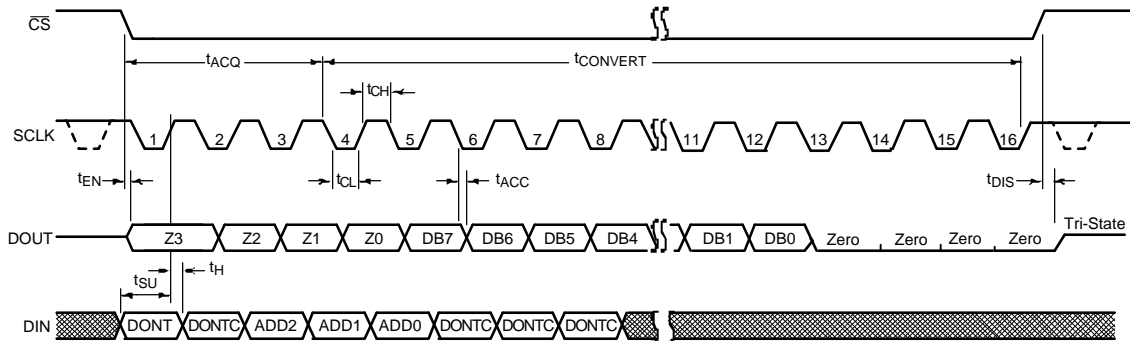 CS
tACQ tCONVERT
tCH
SCLK 1 2 3 4 5 6 7 8 11 12 13 14 15 16
tEN tCL tACC tDIS
Tri-State
DOUT Z3 Z2 Z1 Z0 DB7 DB6 DB5 DB4 DB1 DB0 Zero Zero Zero Zero
tSU tH
DIN DONT DONTC ADD2 ADD1 ADD0 DONTC DONTC DONTC